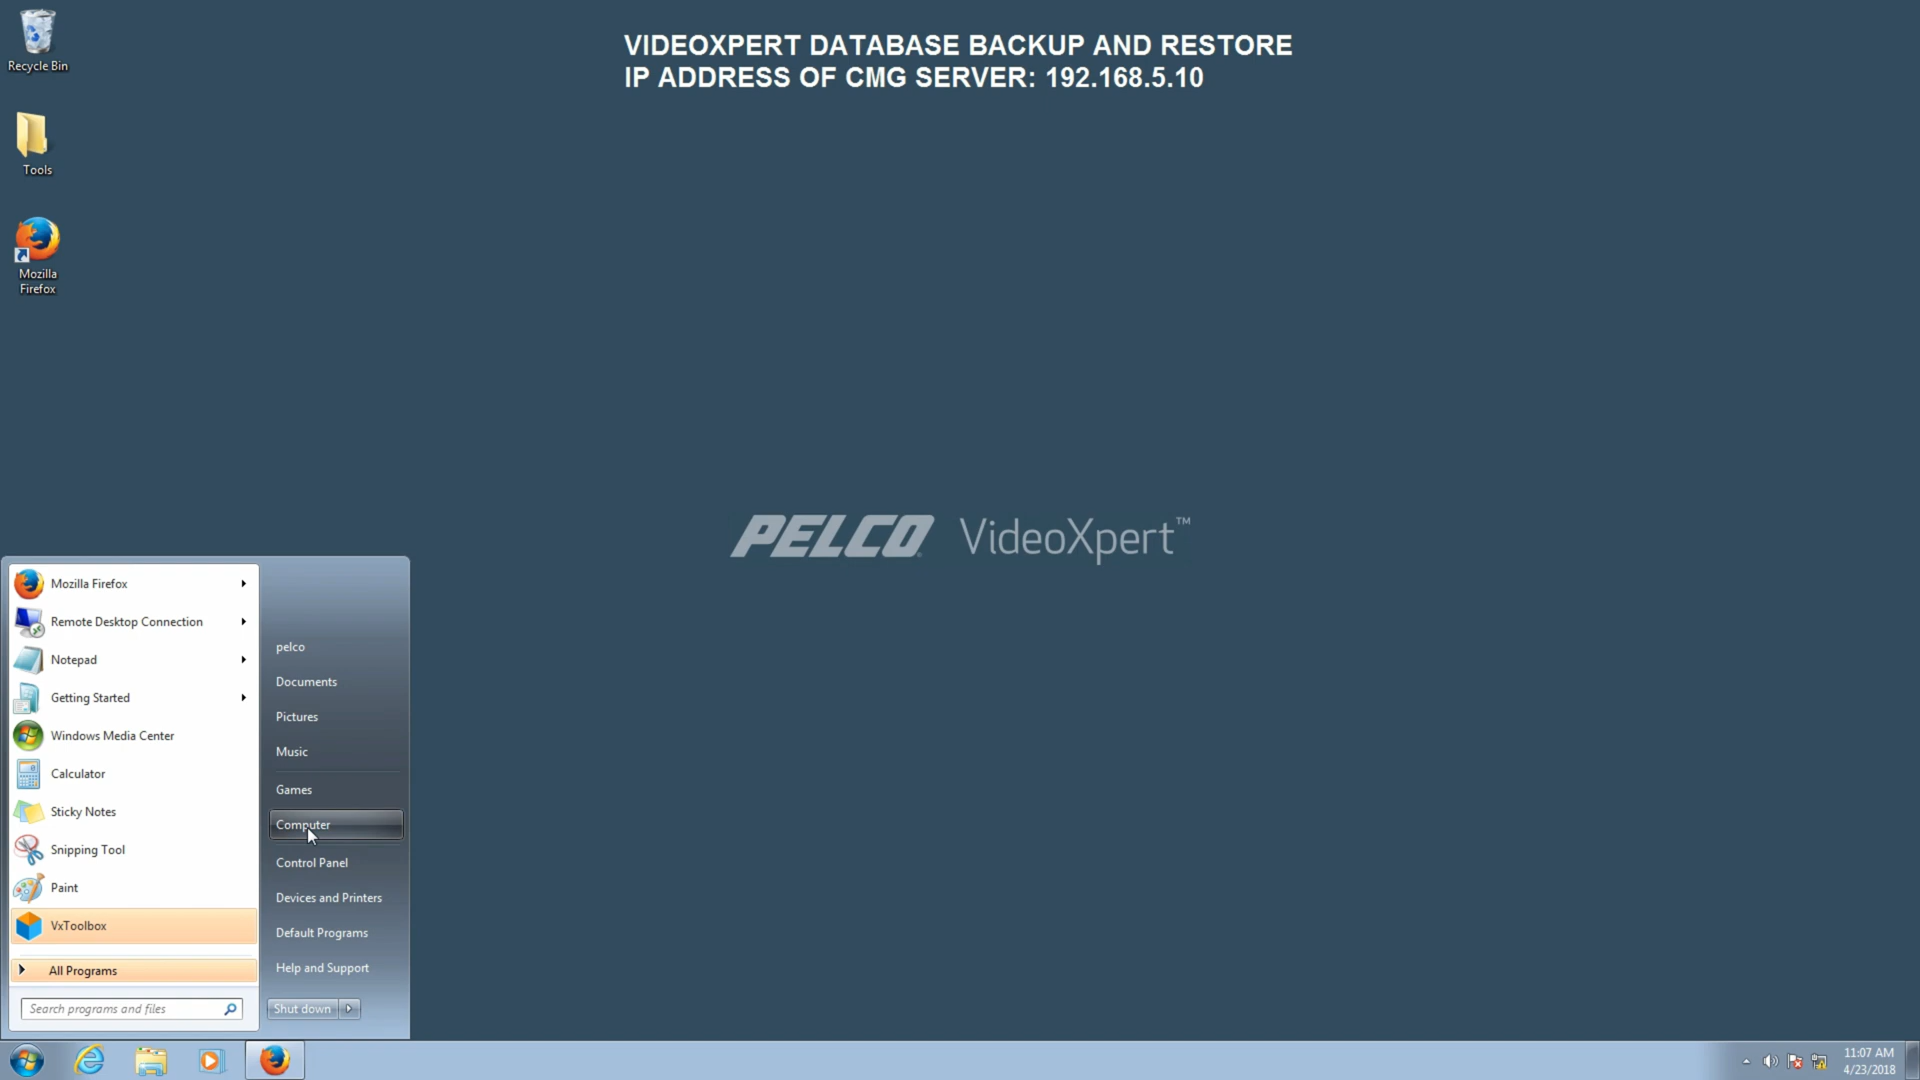 VIDEOXPERT DATABASE BACKUP AND RESTORE
IP ADDRESS OF CMG SERVER: 192.168.5.10
Recycle Bin
Tools
Mozilla
Firefox
PELCO VideoXpert™
Mozilla Firefox
Remote Desktop Connection
Notepad
Getting Started
Windows Media Center
Calculator
Sticky Notes
Snipping Tool
Paint
VxToolbox
All Programs
Search programs and files
pelco
Documents
Pictures
Music
Games
Computer
Control Panel
Devices and Printers
Default Programs
Help and Support
Shut down
11:07 AM
4/23/2018